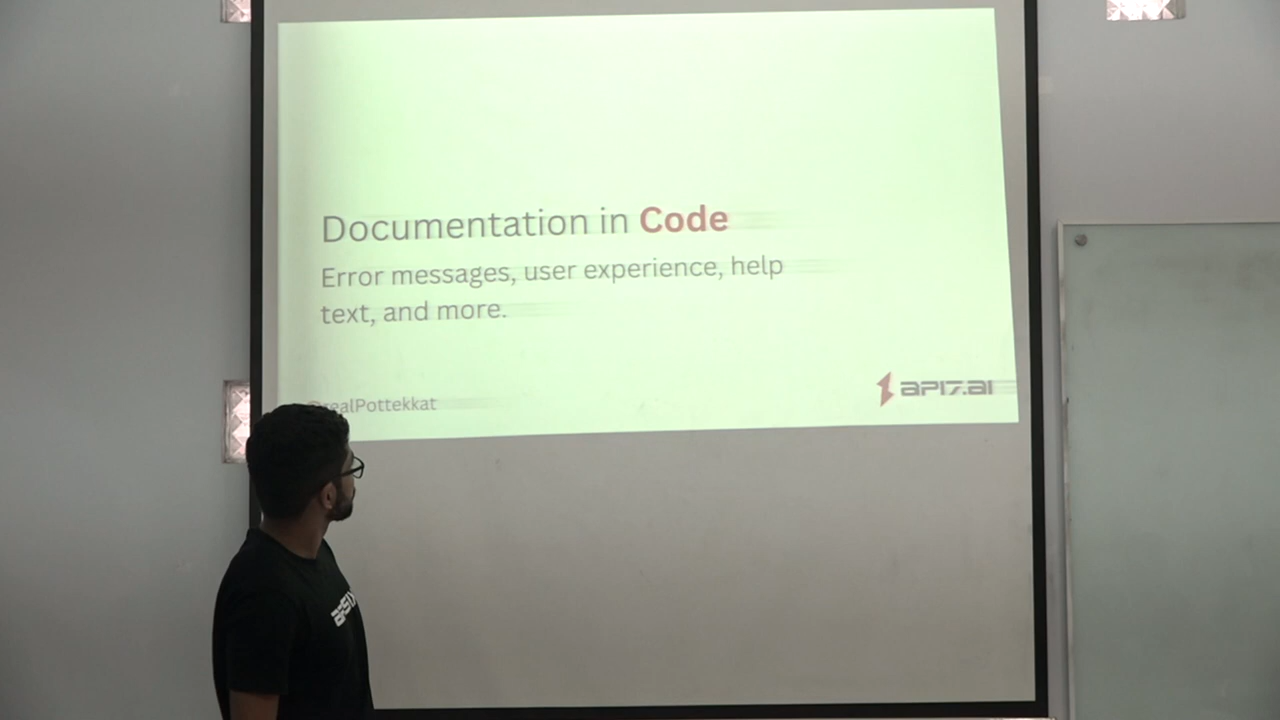 Documentation in Code
Error messages, user experience, help
text, and more.
@realPottekkat
API7.AI